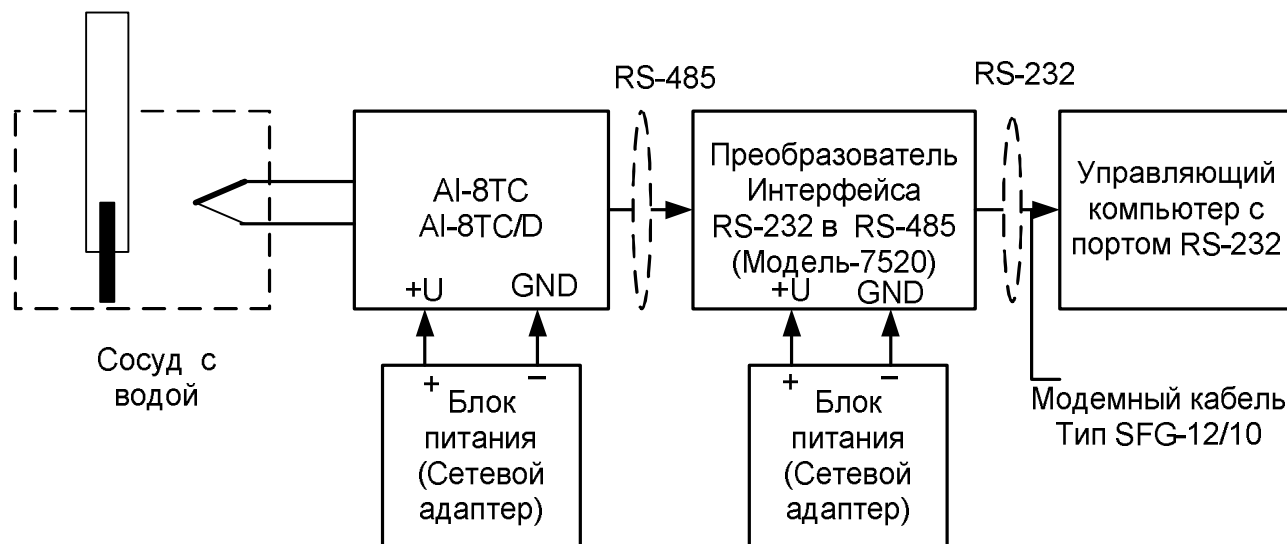 RS-485
RS-232
AI-8TC
AI-8TC/D
+U
GND
Преобразователь
Интерфейса
RS-232 в RS-485
(Модель-7520)
+U
GND
Управляющий
компьютер с
портом RS-232
Сосуд с
водой
+
–
Блок
питания
(Сетевой
адаптер)
+
–
Блок
питания
(Сетевой
адаптер)
Модемный кабель
Тип SFG-12/10